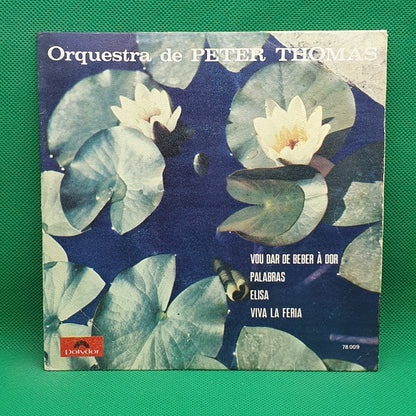 Orquestra de PETER THOMAS
VOU DAR DE BEBER À DOR
PALABRAS
ELISA
VIVA LA FERIA
Polydor
78 009